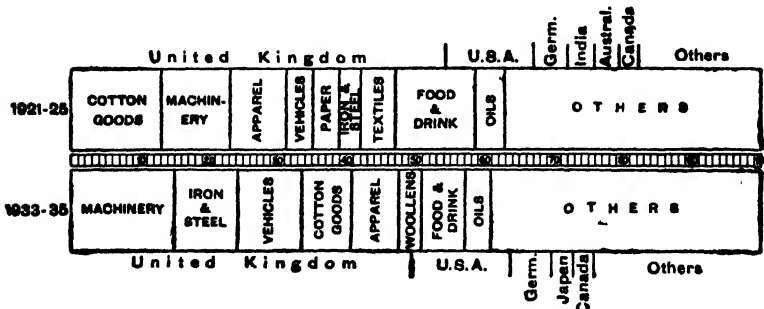 United Kingdom U.S.A. Germ. India Austral. Canada Others
1921-25 COTTON GOODS MACHIN-ERY APPAREL VEHICLES PAPER IRON & STEEL TEXTILES FOOD & DRINK OILS OTHERS
10 20 30 40 50 60 70 80 90
1933-35 MACHINERY IRON & STEEL VEHICLES COTTON GOODS APPAREL WOOLLENS FOOD & DRINK OILS OTHERS
United Kingdom U.S.A. Germ. Japan Canada Others